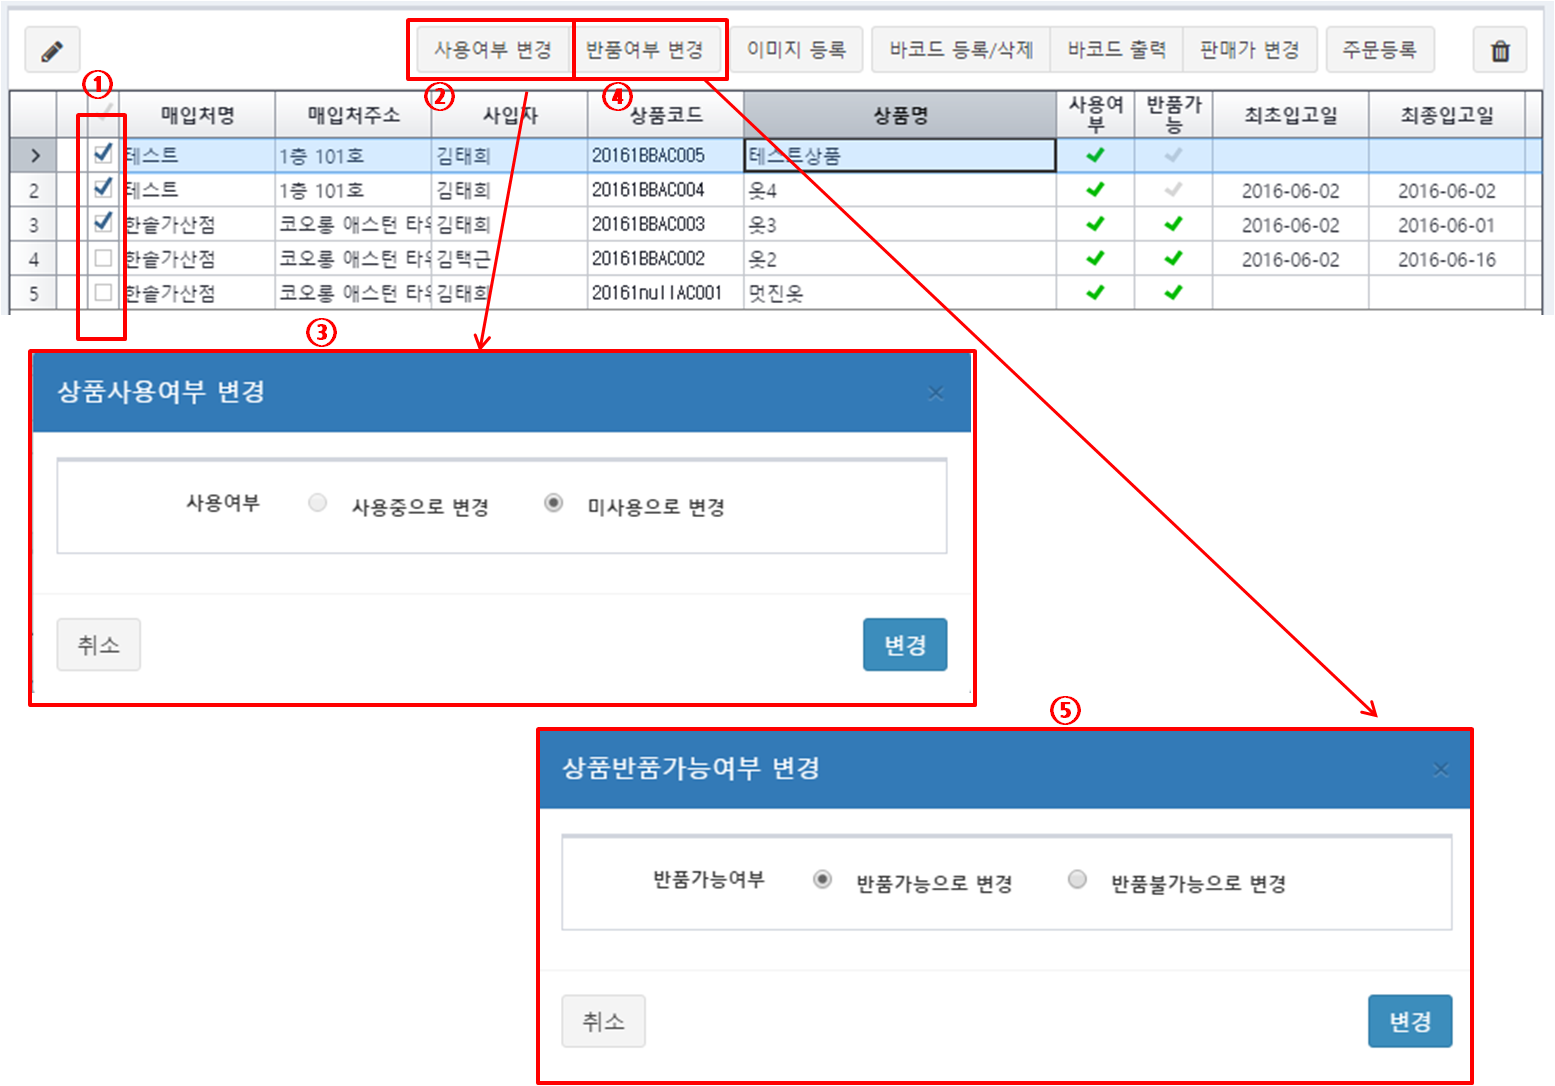 사용여부 변경 반품여부 변경 이미지 등록 바코드 등록/삭제 바코드 출력 판매가 변경 주문등록
① ② ④
매입처명 매입처주소 사입자 상품코드 상품명 사용여부 반품가능 최초입고일 최종입고일
테스트 1층 101호 김태희 20161BBAC005 테스트상품
2 테스트 1층 101호 김태희 20161BBAC004 옷4 2016-06-02 2016-06-02
3 한솔가산점 코오롱 애스턴 타 김태희 20161BBAC003 옷3 2016-06-02 2016-06-01
4 한솔가산점 코오롱 애스턴 타 김택근 20161BBAC002 옷2 2016-06-02 2016-06-16
5 한솔가산점 코오롱 애스턴 타 김태희 20161nullAC001 멋진옷
③
상품사용여부 변경 ×
사용여부 사용중으로 변경 미사용으로 변경
취소 변경
⑤
상품반품가능여부 변경 ×
반품가능여부 반품가능으로 변경 반품불가능으로 변경
취소 변경